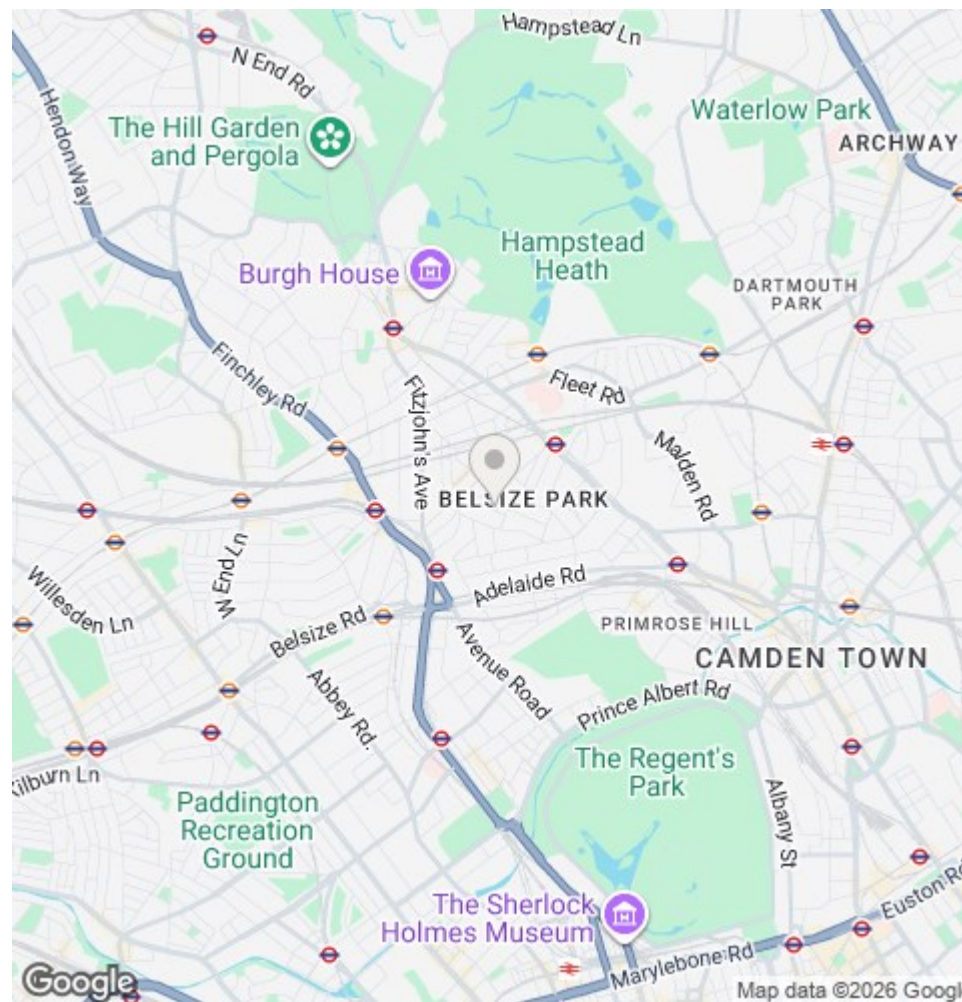 Hampstead Ln
N End Rd
Hendon Way
Waterlow Park
The Hill Garden
and Pergola
ARCHWAY
Hampstead
Heath
Burgh House
DARTMOUTH
PARK
Finchley Rd
Fleet Rd
Fitzjohn's Ave
Malden Rd
BELSIZE PARK
W End Ln
Willesden Ln
Adelaide Rd
Belsize Rd
PRIMROSE HILL
Avenue Road
CAMDEN TOWN
Abbey Rd.
Prince Albert Rd
The Regent's
Park
Kilburn Ln
Paddington
Recreation
Ground
Albany St
The Sherlock
Holmes Museum
Euston Rd
Marylebone Rd
Google
Map data ©2026 Google